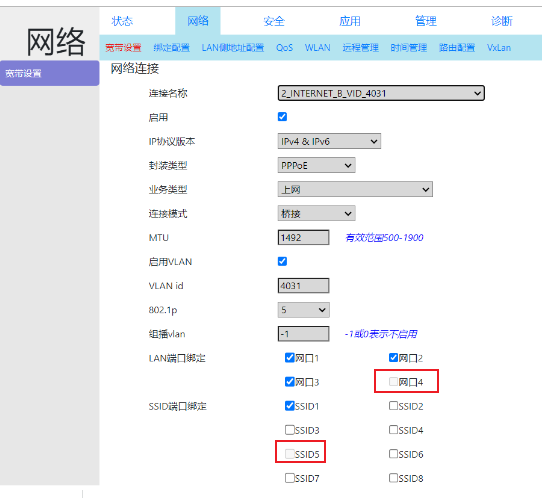 状态 网络 安全 应用 管理 诊断
网络
宽带设置 绑定配置 LAN侧地址配置 QoS WLAN 远程管理 时间管理 路由配置 VxLan
宽带设置
网络连接
连接名称 2_INTERNET_B_VID_4031
启用
IP协议版本 IPv4 & IPv6
封装类型 PPPoE
业务类型 上网
连接模式 桥接
MTU 1492 有效范围500-1900
启用VLAN
VLAN id 4031
802.1p 5
组播vlan -1 -1或0表示不启用
LAN端口绑定 网口1 网口2
网口3 网口4
SSID端口绑定 SSID1 SSID2
SSID3 SSID4
SSID5 SSID6
SSID7 SSID8